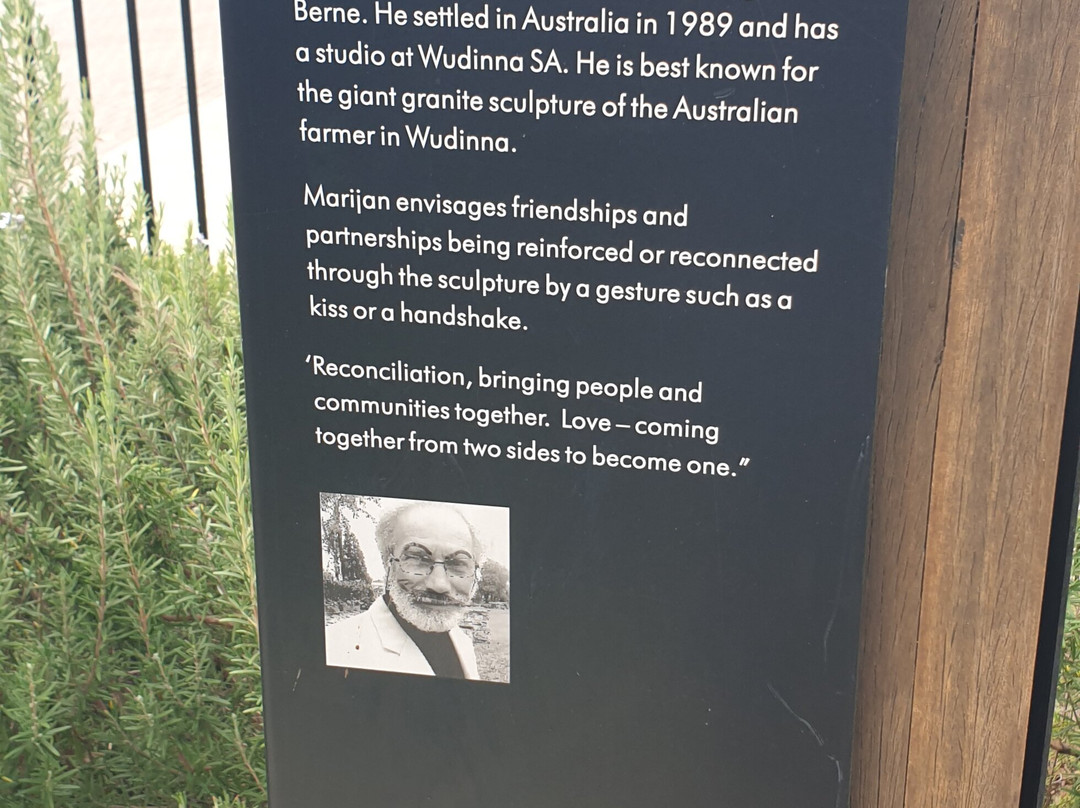 Berne. He settled in Australia in 1989 and has
a studio at Wudinna SA. He is best known for
the giant granite sculpture of the Australian
farmer in Wudinna.
Marijan envisages friendships and
partnerships being reinforced or reconnected
through the sculpture by a gesture such as a
kiss or a handshake.
‘Reconciliation, bringing people and
communities together. Love – coming
together from two sides to become one.”